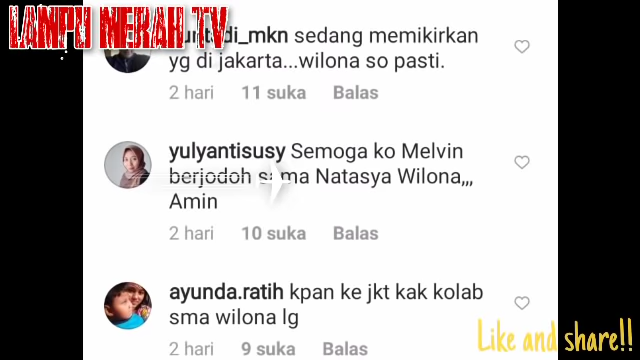 LAMPU MERAH TV
di_mkn sedang memikirkan
yg di jakarta...wilona so pasti.
2 hari 11 suka Balas
yulyantisusy Semoga ko Melvin
berjodoh sama Natasya Wilona,,,
Amin
2 hari 10 suka Balas
ayunda.ratih kpan ke jkt kak kolab
sma wilona lg
2 hari 9 suka Balas
Like and share!!